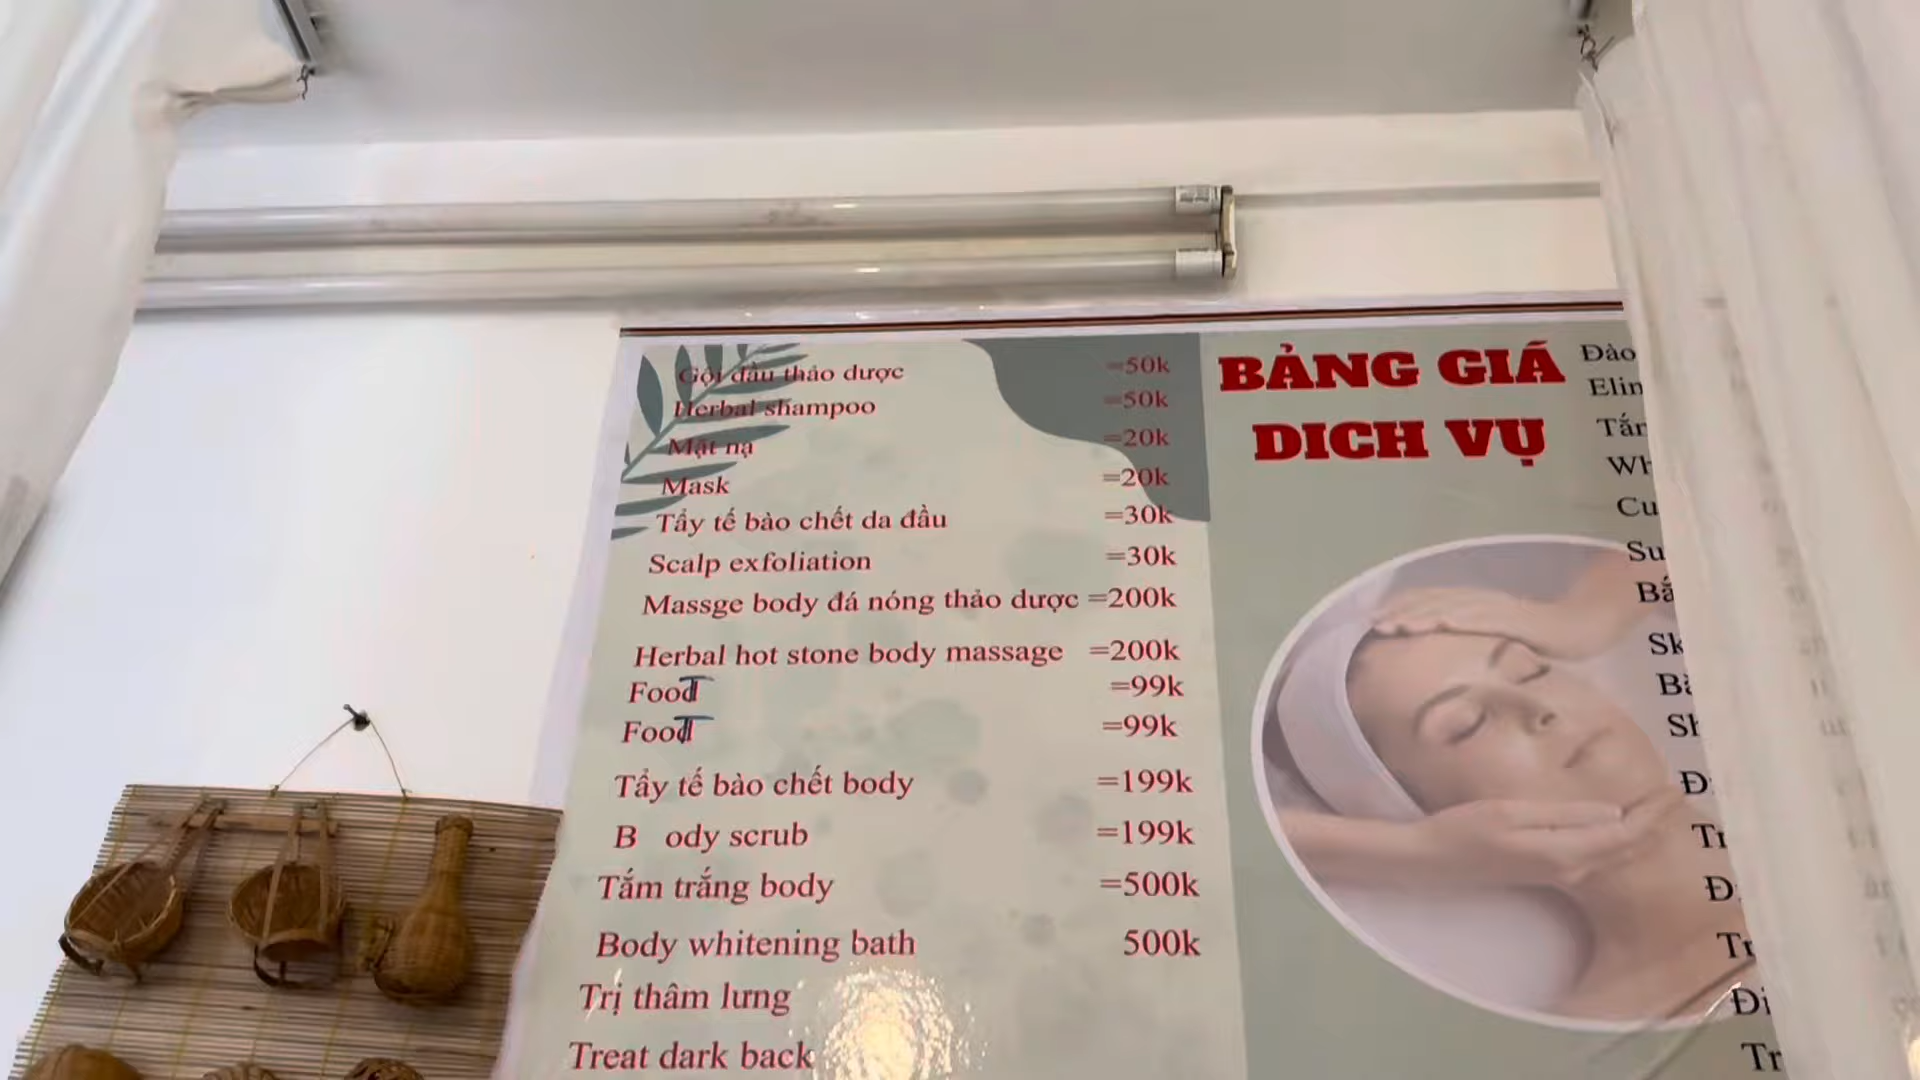 Gội đầu thảo dược =50k
Herbal shampoo =50k
Mặt nạ =20k
Mask =20k
Tẩy tế bào chết da đầu =30k
Scalp exfoliation =30k
Massge body đá nóng thảo dược =200k
Herbal hot stone body massage =200k
FooT =99k
FooT =99k
Tẩy tế bào chết body =199k
B ody scrub =199k
Tắm trắng body =500k
Body whitening bath 500k
Trị thâm lưng
Treat dark back
BẢNG GIÁ
DICH VỤ
Đào